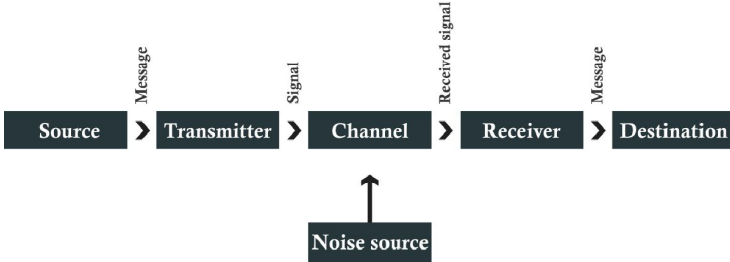 Message
Signal
Received signal
Message
Source
Transmitter
Channel
Receiver
Destination
Noise source